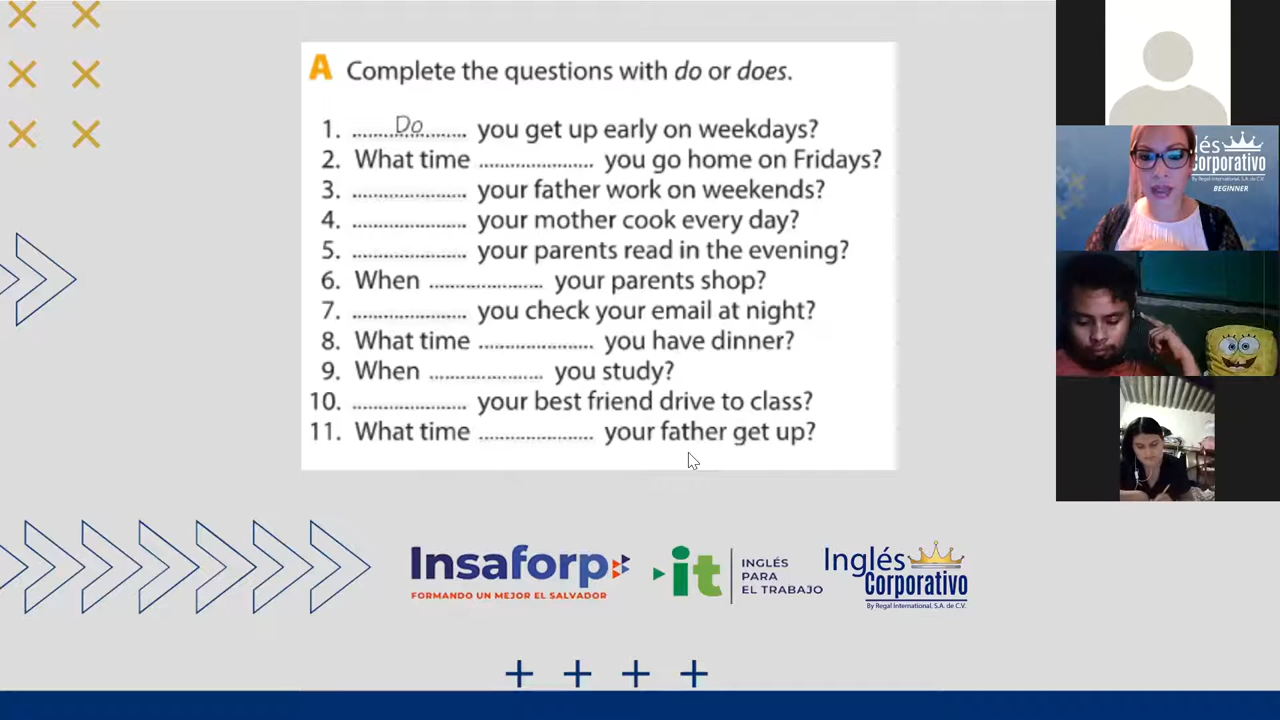 A Complete the questions with do or does.
1. ......Do...... you get up early on weekdays?
2. What time ...................... you go home on Fridays?
3. ...................... your father work on weekends?
4. ...................... your mother cook every day?
5. ...................... your parents read in the evening?
6. When ...................... your parents shop?
7. ...................... you check your email at night?
8. What time ...................... you have dinner?
9. When ...................... you study?
10. ...................... your best friend drive to class?
11. What time ...................... your father get up?
lés
corporativo
By Regal International, S.A. de C.V.
BEGINNER
Insaforp
FORMANDO UN MEJOR EL SALVADOR
it
INGLÉS
PARA
EL TRABAJO
Inglés
Corporativo
By Regal International, S.A. de C.V.